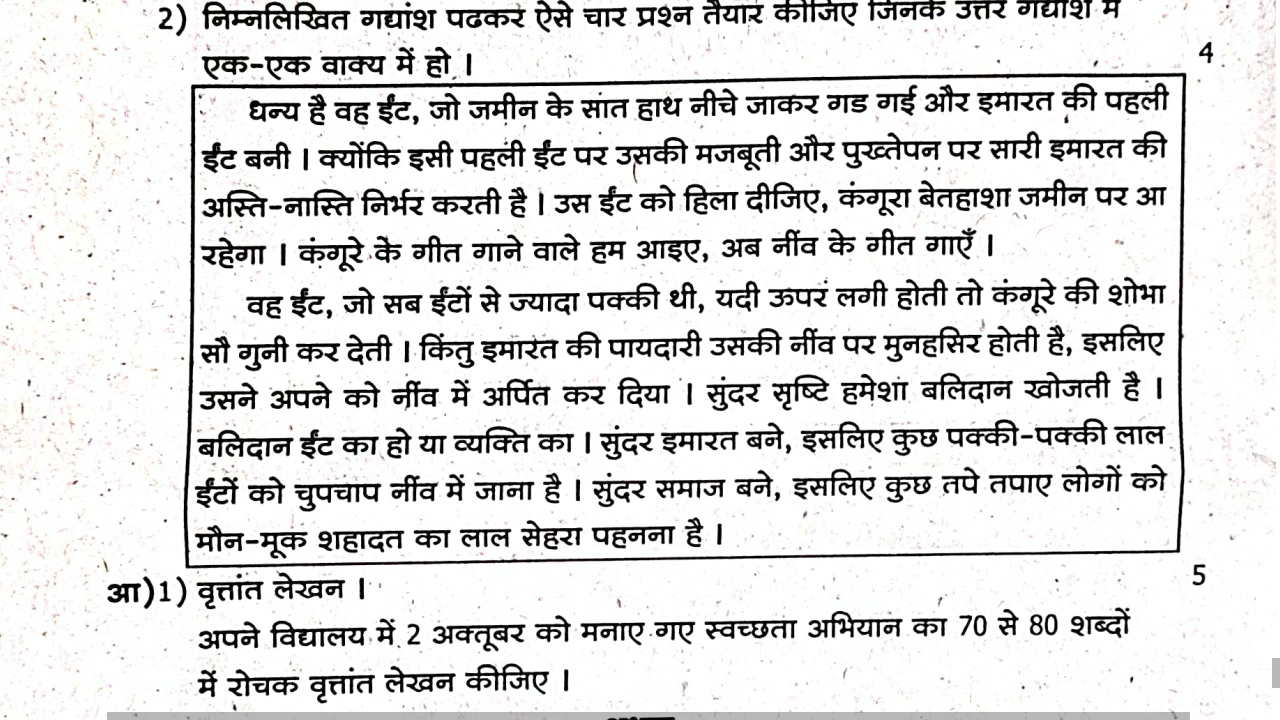 2) निम्नलिखित गद्यांश पढकर ऐसे चार प्रश्न तैयार कीजिए जिनके उत्तर गद्यांश में
एक-एक वाक्य में हो । 4
धन्य है वह ईंट, जो जमीन के सात हाथ नीचे जाकर गड गई और इमारत की पहली
ईंट बनी । क्योंकि इसी पहली ईंट पर उसकी मजबूती और पुख्तेपन पर सारी इमारत की
अस्ति-नास्ति निर्भर करती है । उस ईंट को हिला दीजिए, कंगूरा बेतहाशा जमीन पर आ
रहेगा । कंगूरे के गीत गाने वाले हम आइए, अब नींव के गीत गाएँ ।
वह ईंट, जो सब ईंटों से ज्यादा पक्की थी, यदी ऊपर लगी होती तो कंगूरे की शोभा
सौ गुनी कर देती । किंतु इमारत की पायदारी उसकी नींव पर मुनहसिर होती है, इसलिए
उसने अपने को नींव में अर्पित कर दिया । सुंदर सृष्टि हमेशा बलिदान खोजती है ।
बलिदान ईंट का हो या व्यक्ति का । सुंदर इमारत बने, इसलिए कुछ पक्की-पक्की लाल
ईंटों को चुपचाप नींव में जाना है । सुंदर समाज बने, इसलिए कुछ तपे तपाए लोगों को
मौन-मूक शहादत का लाल सेहरा पहनना है ।
आ)1) वृत्तांत लेखन । 5
अपने विद्यालय में 2 अक्तूबर को मनाए गए स्वच्छता अभियान का 70 से 80 शब्दों
में रोचक वृत्तांत लेखन कीजिए ।